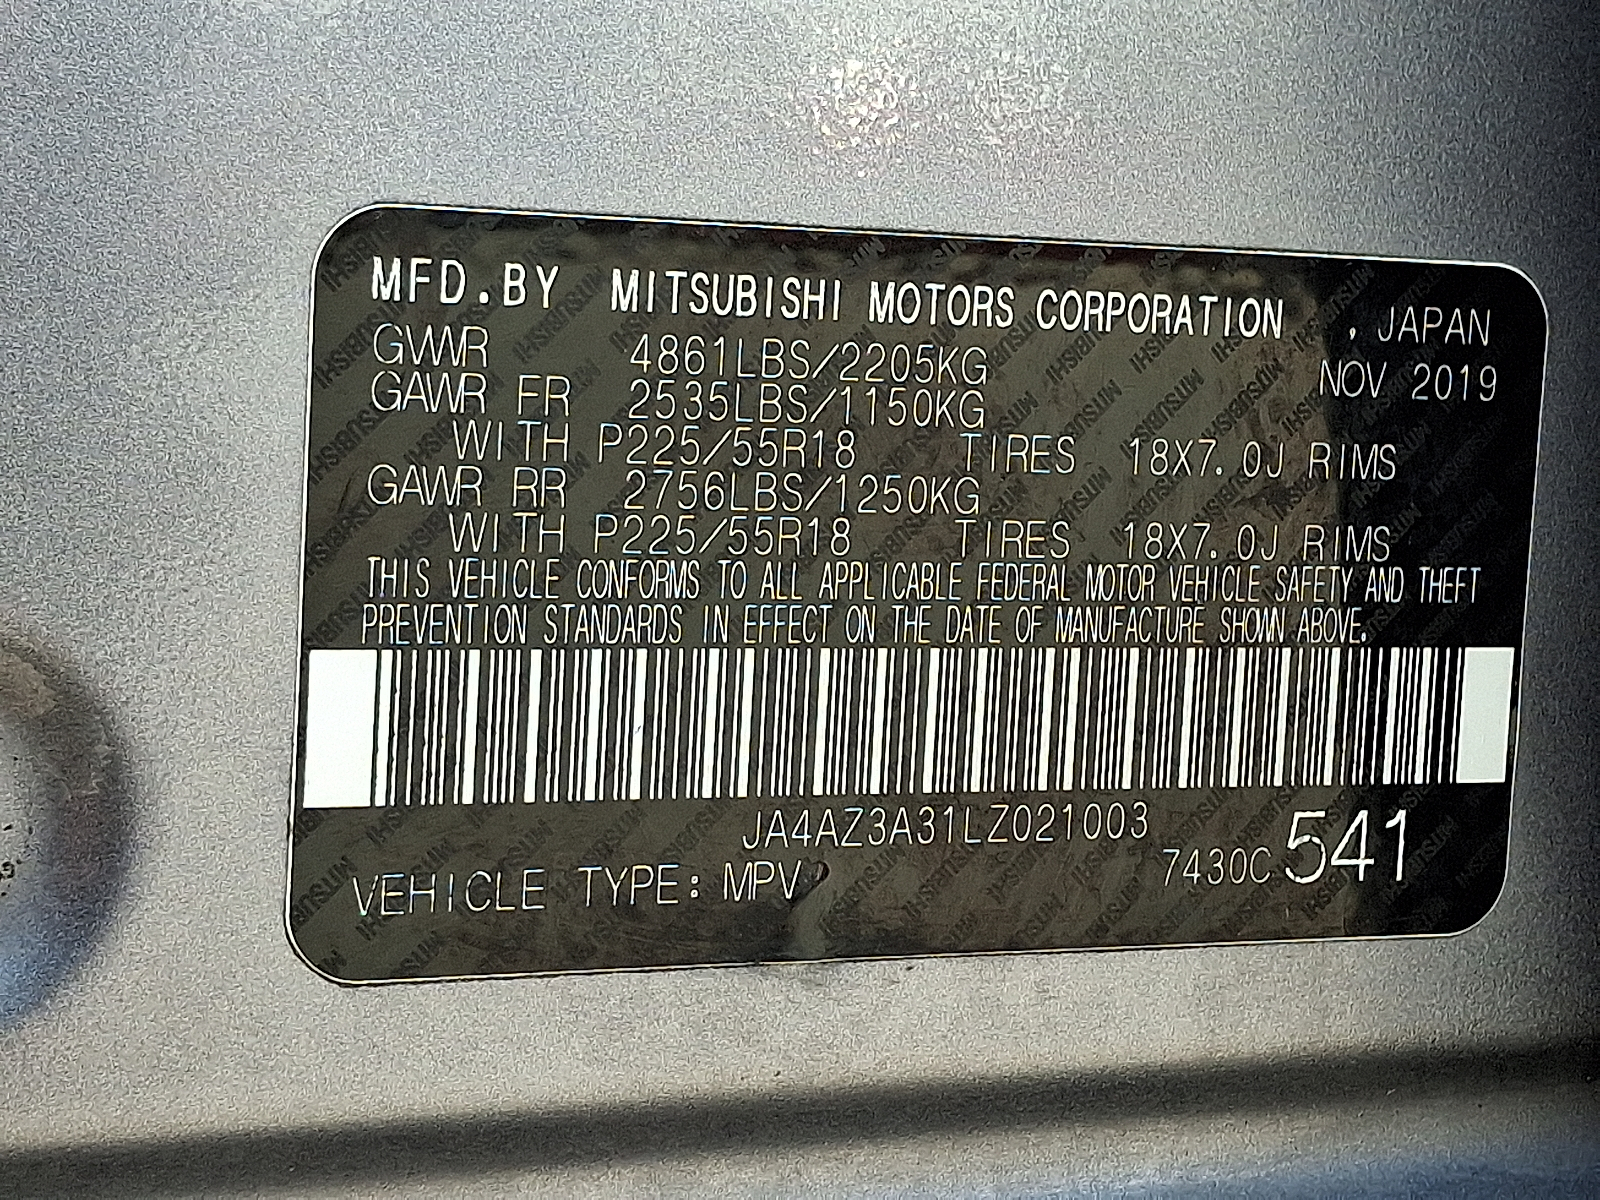 MFD.BY MITSUBISHI MOTORS CORPORATION , JAPAN
GVWR 4861LBS/2205KG NOV 2019
GAWR FR 2535LBS/1150KG
WITH P225/55R18 TIRES 18X7.0J RIMS
GAWR RR 2756LBS/1250KG
WITH P225/55R18 TIRES 18X7.0J RIMS
THIS VEHICLE CONFORMS TO ALL APPLICABLE FEDERAL MOTOR VEHICLE SAFETY AND THEFT
PREVENTION STANDARDS IN EFFECT ON THE DATE OF MANUFACTURE SHOWN ABOVE.
JA4AZ3A31LZ021003
VEHICLE TYPE: MPV 7430C 541